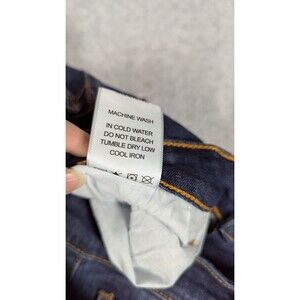 MACHINE WASH
IN COLD WATER
DO NOT BLEACH
TUMBLE DRY LOW
COOL IRON